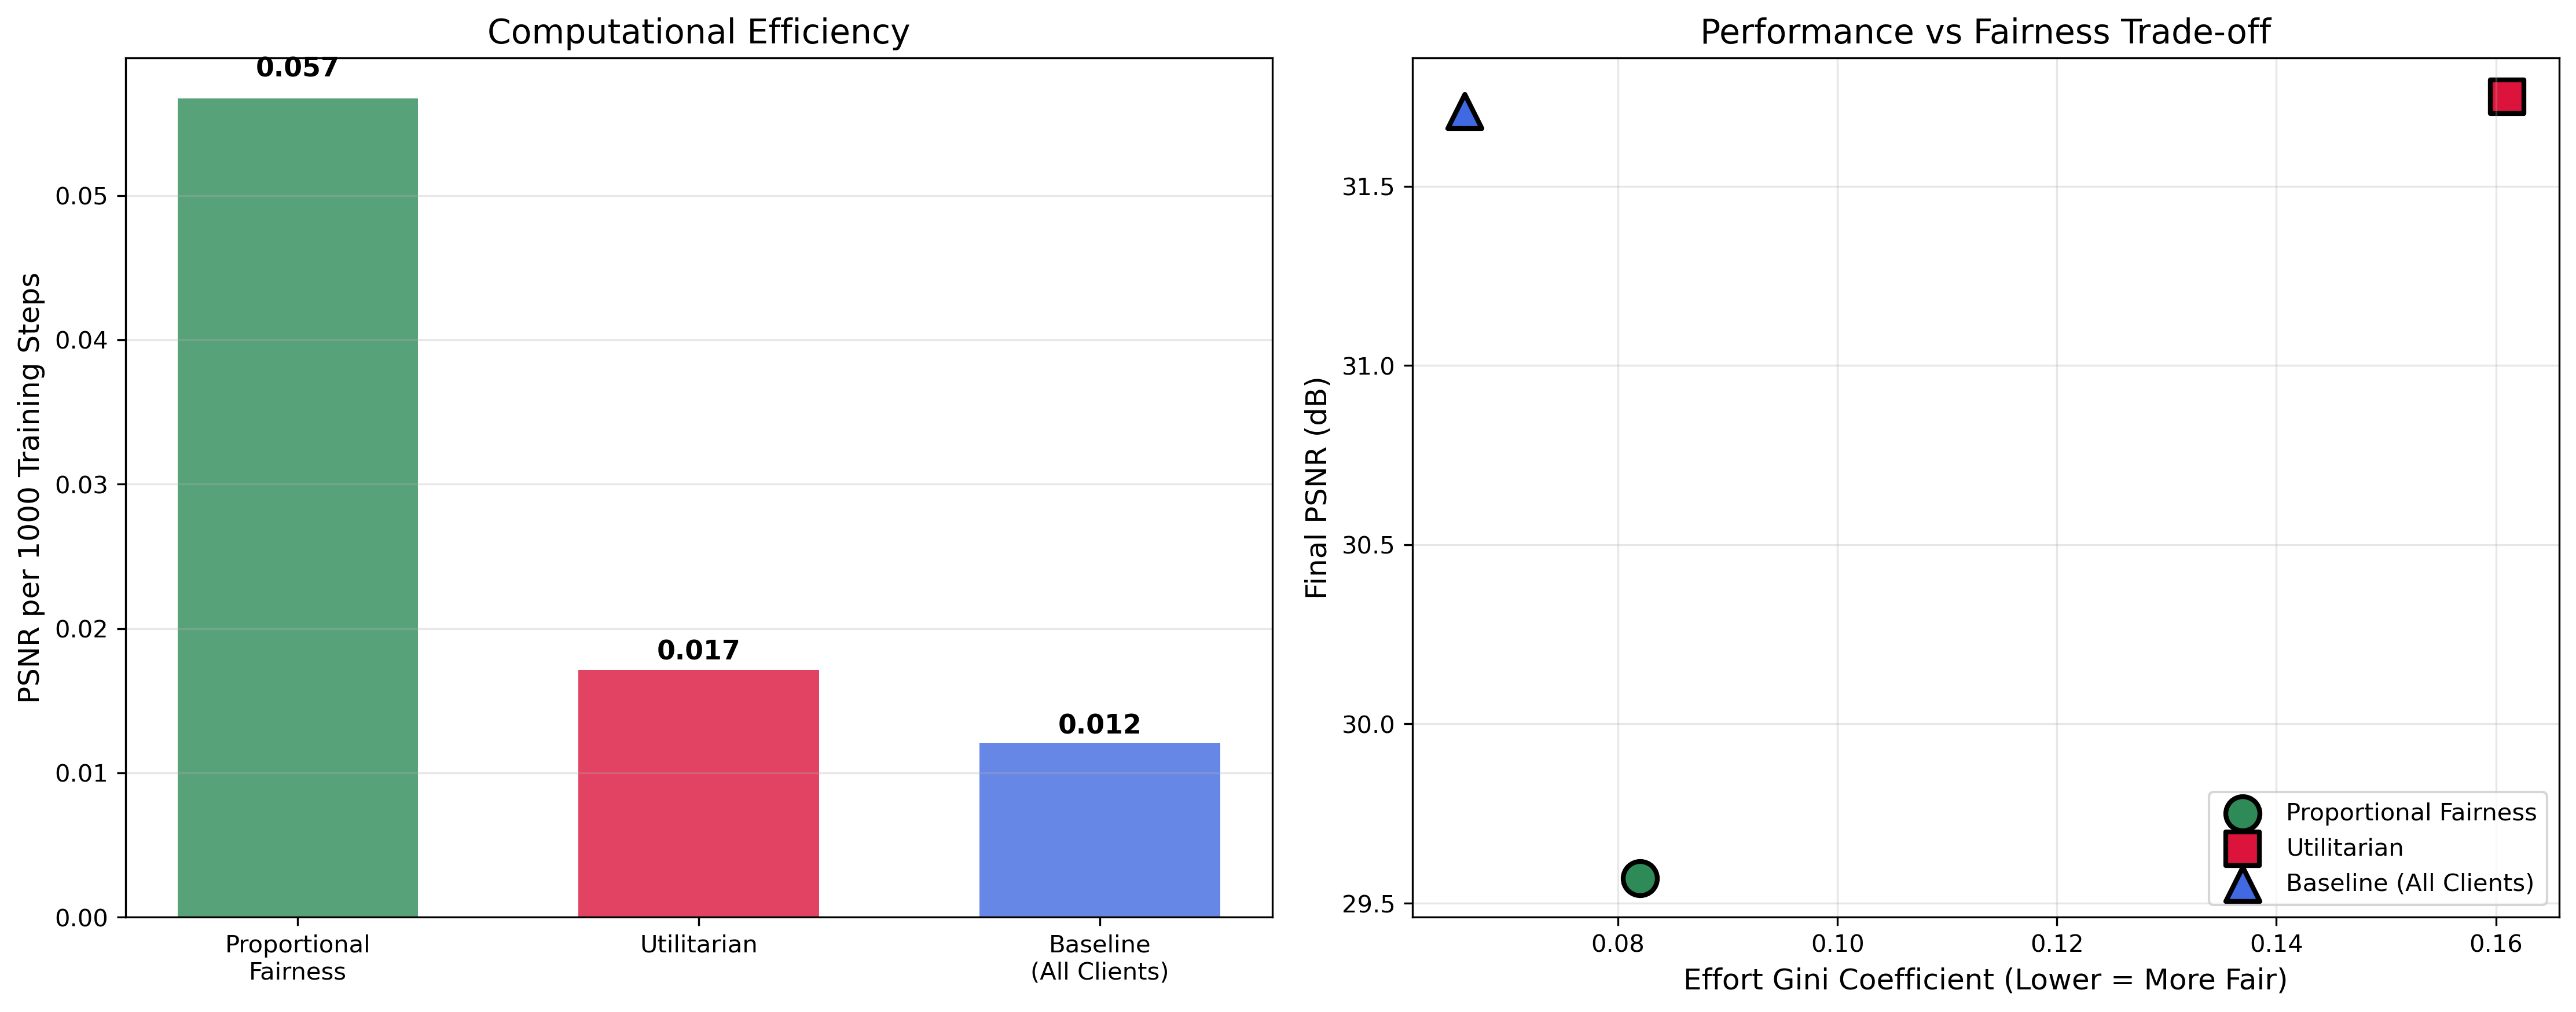 Computational Efficiency
PSNR per 1000 Training Steps
0.05
0.04
0.03
0.02
0.01
0.00
0.057
0.017
0.012
Proportional
Fairness
Utilitarian
Baseline
(All Clients)
Performance vs Fairness Trade-off
Final PSNR (dB)
31.5
31.0
30.5
30.0
29.5
Proportional Fairness
Utilitarian
Baseline (All Clients)
0.08
0.10
0.12
0.14
0.16
Effort Gini Coefficient (Lower = More Fair)